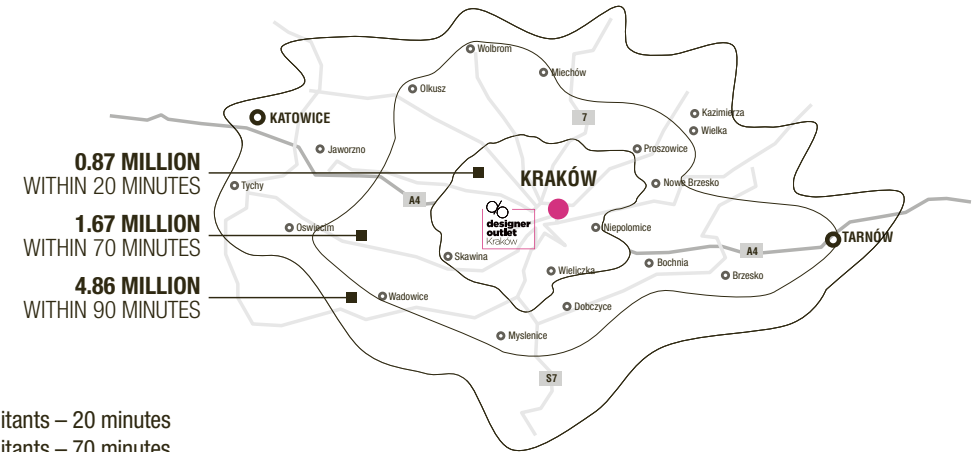 Wolbrom
Miechów
Olkusz
Kazimierza
KATOWICE
7
Wielka
Jaworzno
Proszowice
0.87 MILLION
WITHIN 20 MINUTES
KRAKÓW
Nowe Brzesko
Tychy
A4
designer
outlet
Kraków
1.67 MILLION
WITHIN 70 MINUTES
Oswiecim
Niepolomice
TARNÓW
A4
Skawina
Wieliczka
Bochnia
Brzesko
4.86 MILLION
WITHIN 90 MINUTES
Wadowice
Dobczyce
Myslenice
S7
itants – 20 minutes
itants – 70 minutes